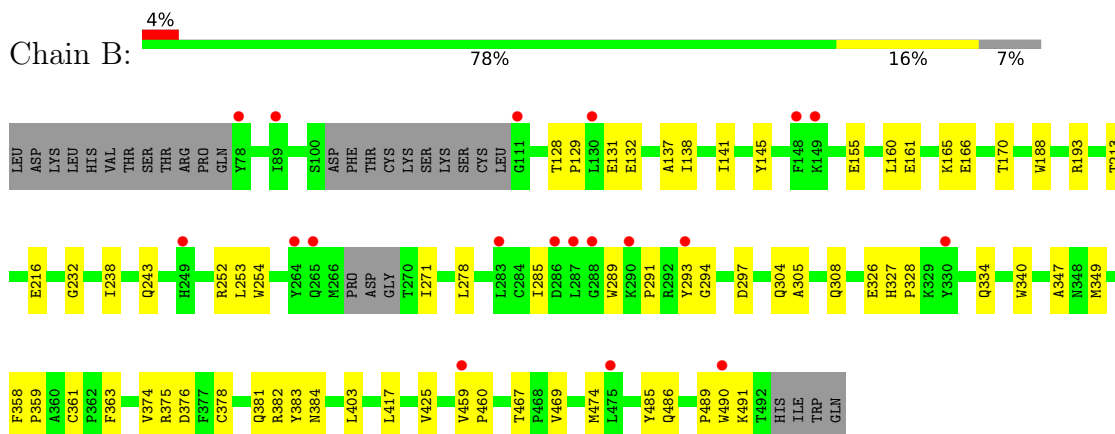 4%
Chain B:
78% 16% 7%
LEU ASP LYS LEU HIS VAL THR SER THR ARG PRO GLN Y78 I89 S100 ASP PHE THR CYS LYS SER LYS SER CYS LEU G111 T128 P129 L130 E131 E132 A137 I138 I141 Y145 F148 K149 E155 L160 E161 K165 E166 T170 W188 R193 T213
E216 G232 I238 Q243 H249 R252 L253 W254 Y264 Q265 M266 PRO ASP GLY T270 I271 L278 L283 C284 I285 D286 L287 G288 W289 K290 P291 R292 Y293 G294 D297 Q304 A305 Q308 E326 H327 P328 K329 Y330 Q334 W340 A347 N348 M349
F358 P359 A360 C361 P362 F363 V374 R375 D376 F377 C378 Q381 R382 Y383 N384 L403 L417 V425 V459 P460 T467 P468 V469 M474 L475 Y485 Q486 P489 W490 K491 T492 HIS ILE TRP GLN